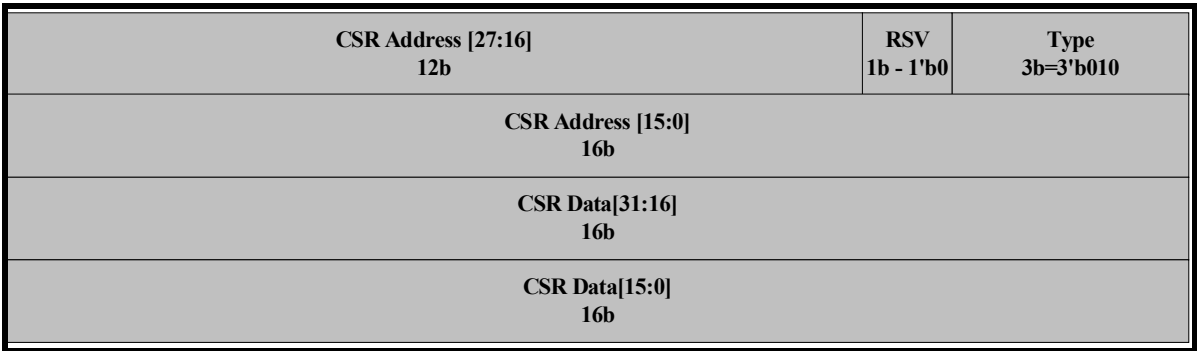 CSR Address [27:16]
12b
RSV
1b - 1'b0
Type
3b=3'b010
CSR Address [15:0]
16b
CSR Data[31:16]
16b
CSR Data[15:0]
16b